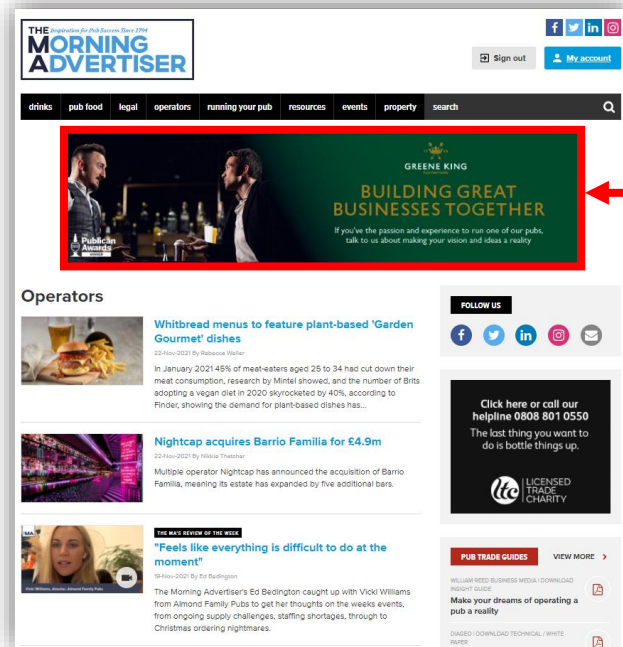 THE Inspiration for Pub Success Since 1794
MORNING
ADVERTISER
Sign out
My account
drinks pub food legal operators running your pub resources events property search
GREENE KING
BUILDING GREAT
BUSINESSES TOGETHER
If you've the passion and experience to run one of our pubs,
talk to us about making your vision and ideas a reality
Publican
Awards
WINNER
Operators
Whitbread menus to feature plant-based 'Garden
Gourmet' dishes
22-Nov-2021 By Rebecca Weller
In January 2021 45% of meat-eaters aged 25 to 34 had cut down their
meat consumption, research by Mintel showed, and the number of Brits
adopting a vegan diet in 2020 skyrocketed by 40%, according to
Finder, showing the demand for plant-based dishes has...
Nightcap acquires Barrio Familia for £4.9m
22-Nov-2021 By Nikkie Thatcher
Multiple operator Nightcap has announced the acquisition of Barrio
Familia, meaning its estate has expanded by five additional bars.
MA
Vicki Williams, director, Almond Family Pubs
THE MA'S REVIEW OF THE WEEK
"Feels like everything is difficult to do at the
moment"
19-Nov-2021 By Ed Bedington
The Morning Advertiser's Ed Bedington caught up with Vicki Williams
from Almond Family Pubs to get her thoughts on the weeks events,
from ongoing supply challenges, staffing shortages, through to
Christmas ordering nightmares.
FOLLOW US
Click here or call our
helpline 0808 801 0550
The last thing you want to
do is bottle things up.
ltc LICENSED
TRADE
CHARITY
PUB TRADE GUIDES VIEW MORE
WILLIAM REED BUSINESS MEDIA | DOWNLOAD
INSIGHT GUIDE
Make your dreams of operating a
pub a reality
DIAGEO | DOWNLOAD TECHNICAL / WHITE
PAPER